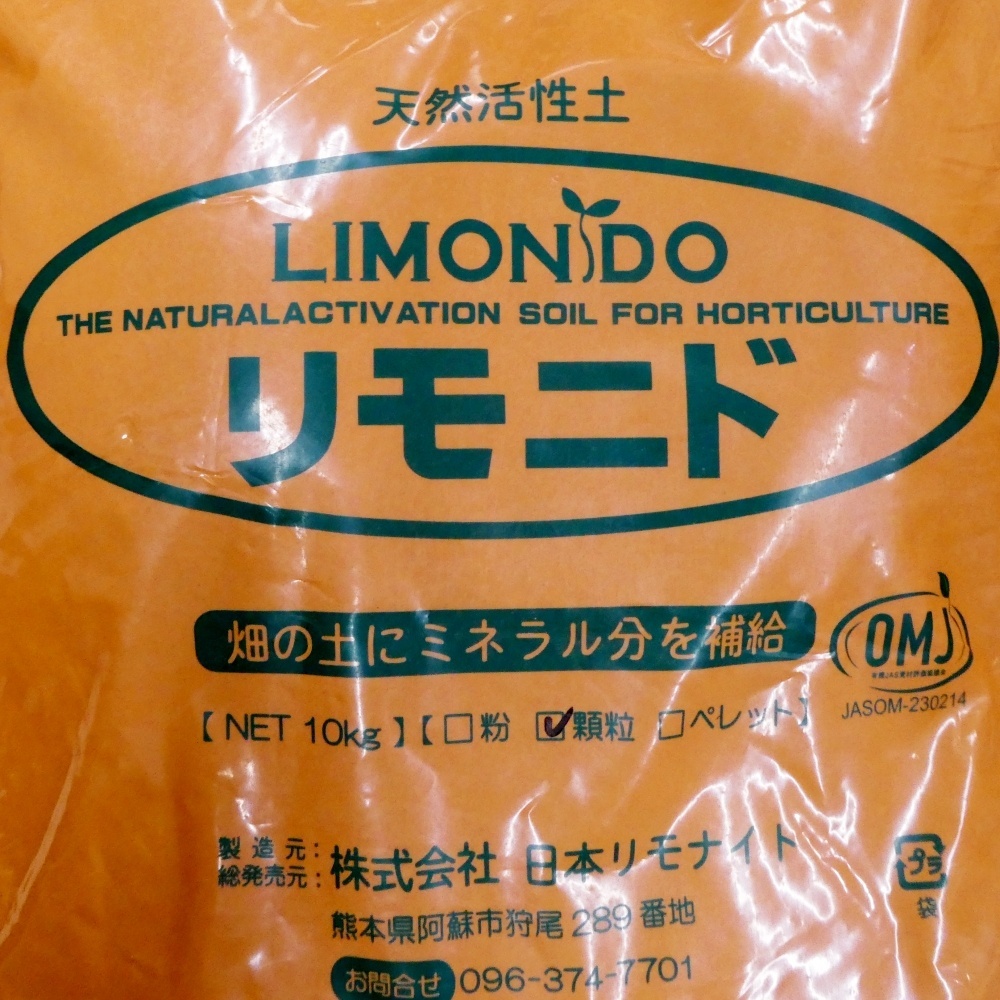 天然活性土
LIMONIDO
THE NATURALACTIVATION SOIL FOR HORTICULTURE
リモニド
畑の土にミネラル分を補給
OMJ
JASOM-230214
【 NET 10kg 】【 □ 粉 ☑ 顆粒 □ ペレット】
製造元:
総発売元:
株式会社 日本リモナイト
プラ
袋
熊本県阿蘇市狩尾 289 番地
お問合せ 096-374-7701